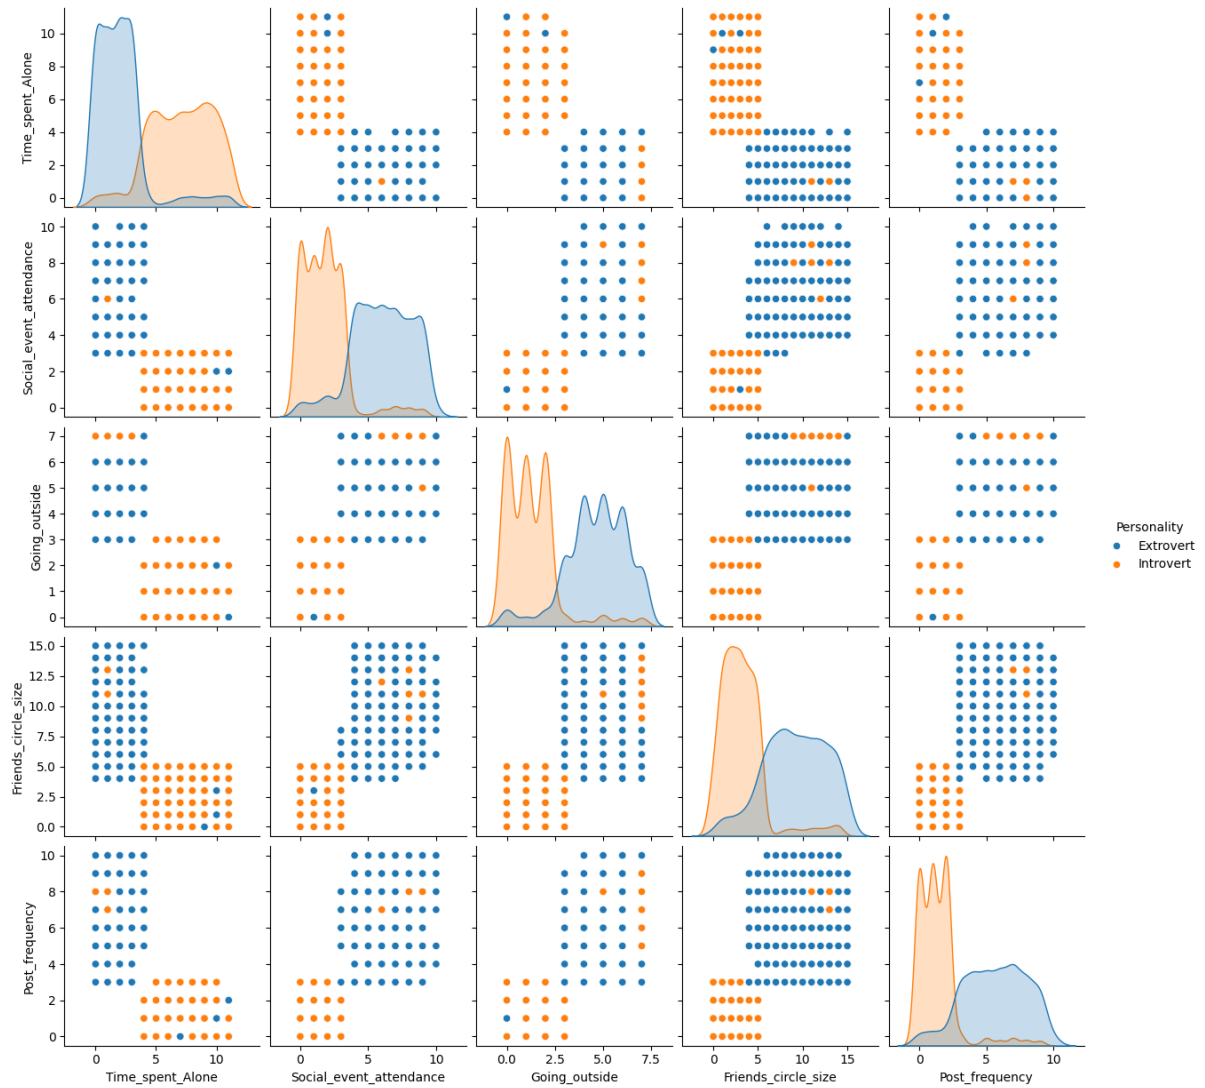 10
8
6
4
2
0
Time_spent_Alone
10
8
6
4
2
0
Social_event_attendance
7
6
5
4
3
2
1
0
Going_outside
Personality
Extrovert
Introvert
15.0
12.5
10.0
7.5
5.0
2.5
0.0
Friends_circle_size
10
8
6
4
2
0
Post_frequency
0 5 10
0 5 10
0.0 2.5 5.0 7.5
0 5 10 15
0 5 10
Time_spent_Alone
Social_event_attendance
Going_outside
Friends_circle_size
Post_frequency